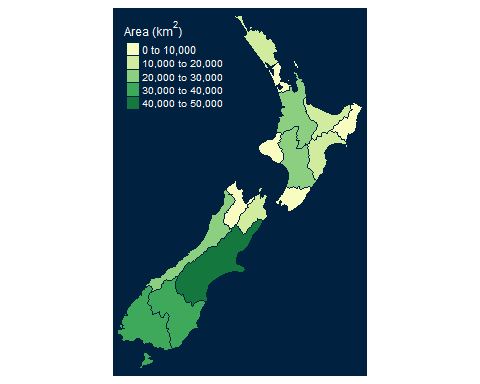 Area (km²)
0 to 10,000
10,000 to 20,000
20,000 to 30,000
30,000 to 40,000
40,000 to 50,000